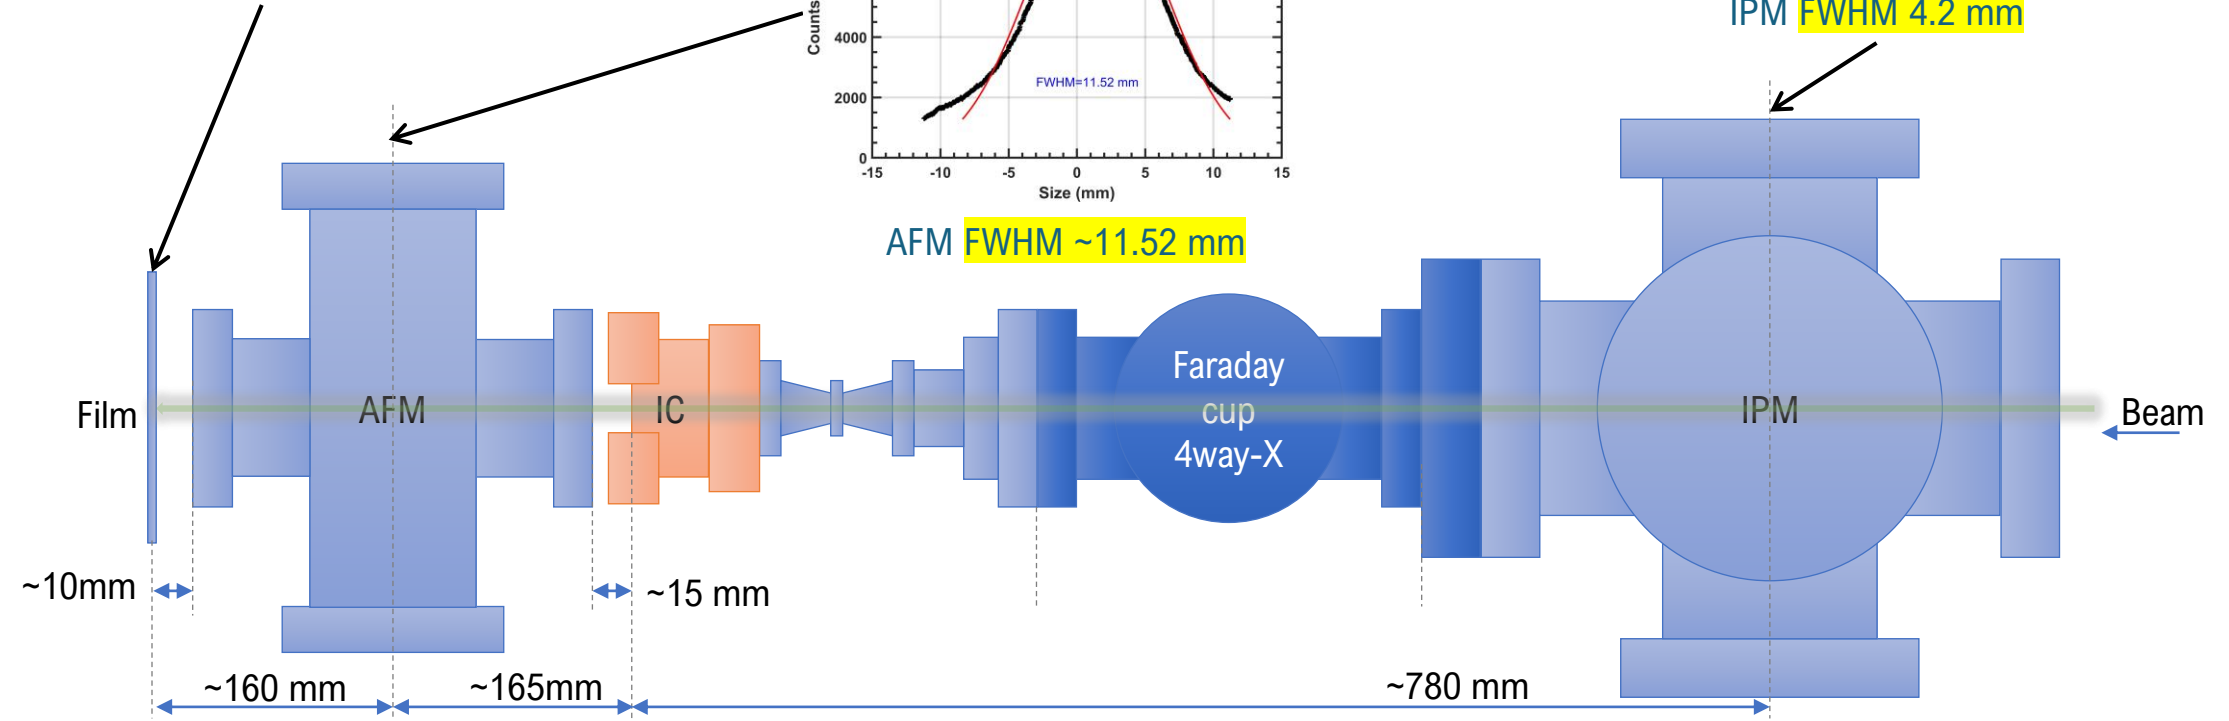 IPM FWHM 4.2 mm
Counts
4000
2000
0
FWHM=11.52 mm
-15 -10 -5 0 5 10 15
Size (mm)
AFM FWHM ~11.52 mm
Film
AFM
IC
Faraday
cup
4way-X
IPM
Beam
~10mm
~15 mm
~160 mm
~165mm
~780 mm